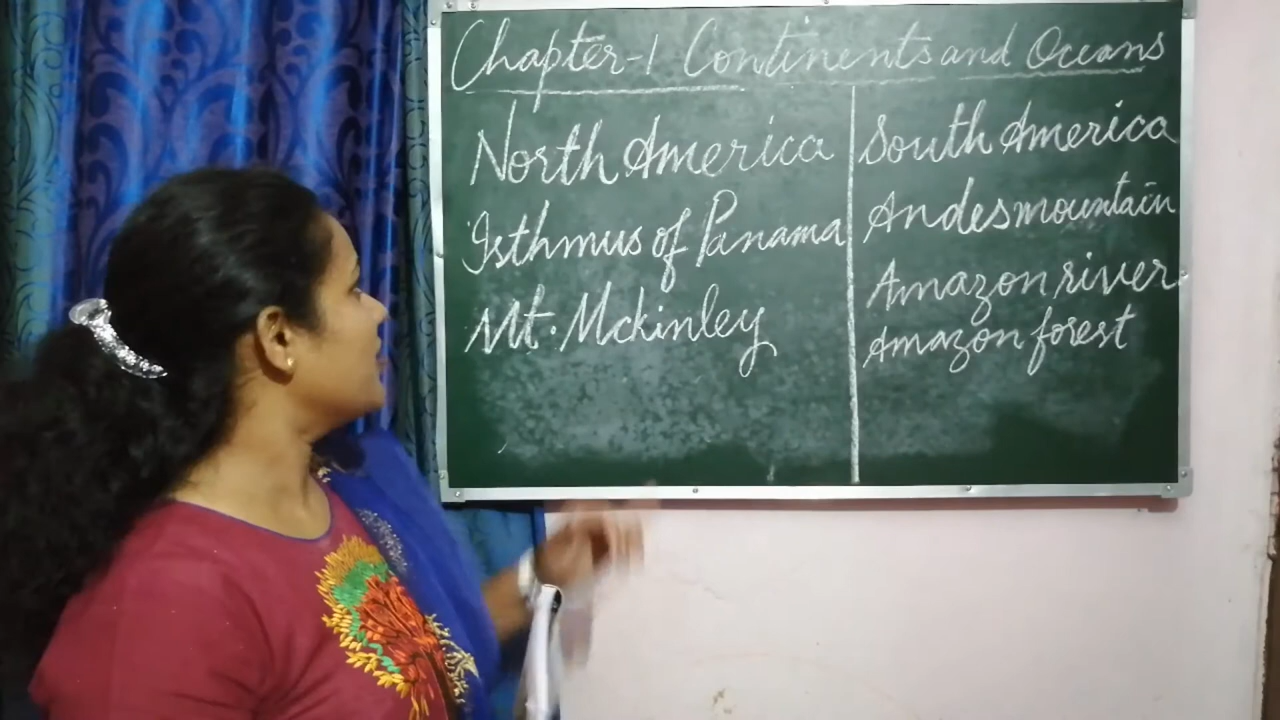 Chapter-1 Continents and Oceans
North America
Isthmus of Panama
Mt. Mckinley
South America
Andes mountain
Amazon river
Amazon forest